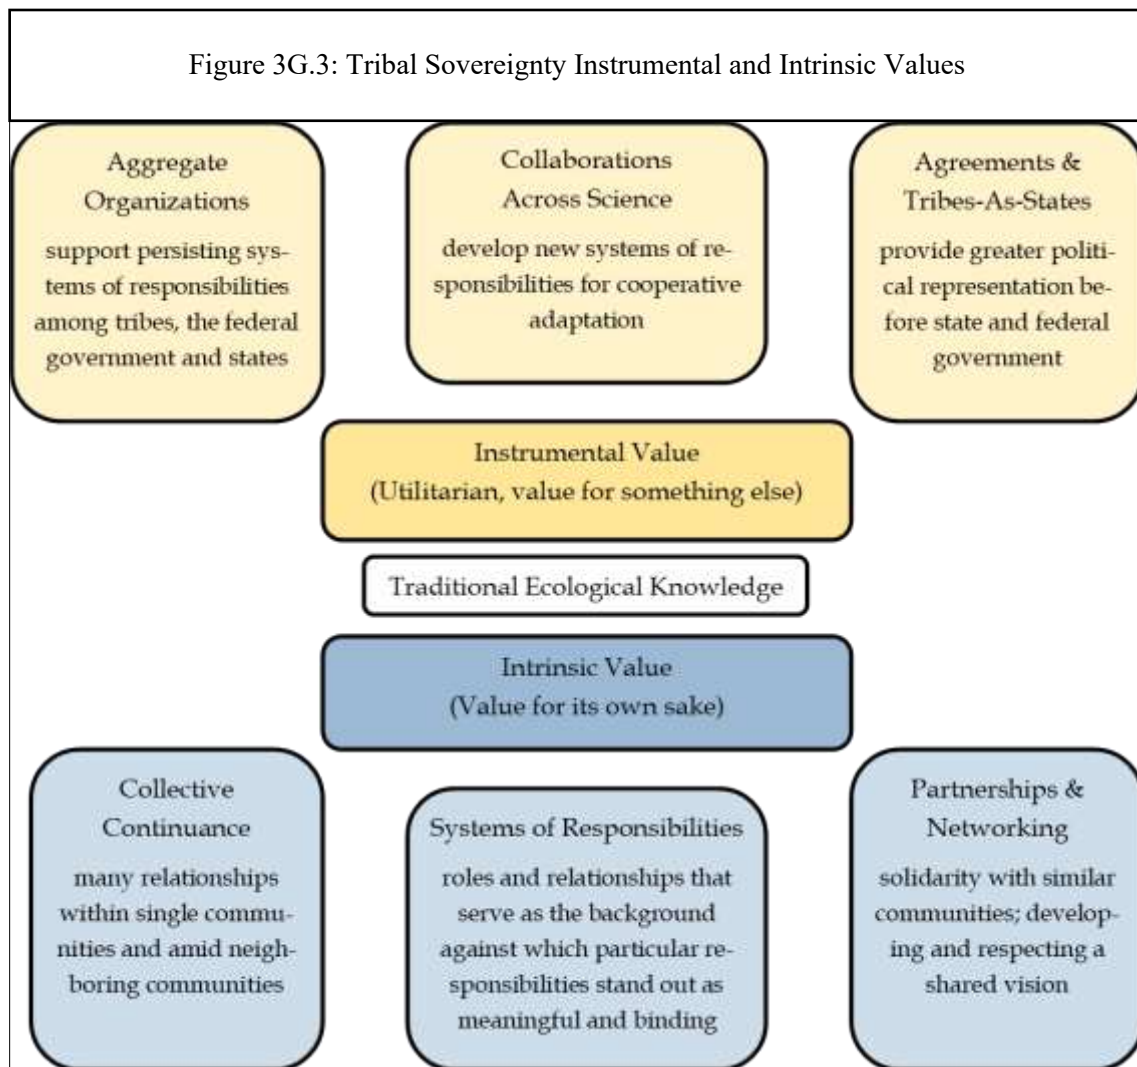 Figure 3G.3: Tribal Sovereignty Instrumental and Intrinsic Values
Aggregate
Organizations
support persisting sys-
tems of responsibilities
among tribes, the federal
government and states
Collaborations
Across Science
develop new systems of re-
sponsibilities for cooperative
adaptation
Agreements &
Tribes-As-States
provide greater politi-
cal representation be-
fore state and federal
government
Instrumental Value
(Utilitarian, value for something else)
Traditional Ecological Knowledge
Intrinsic Value
(Value for its own sake)
Collective
Continuance
many relationships
within single commu-
nities and amid neigh-
boring communities
Systems of Responsibilities
roles and relationships that
serve as the background
against which particular re-
sponsibilities stand out as
meaningful and binding
Partnerships &
Networking
solidarity with similar
communities; develop-
ing and respecting a
shared vision